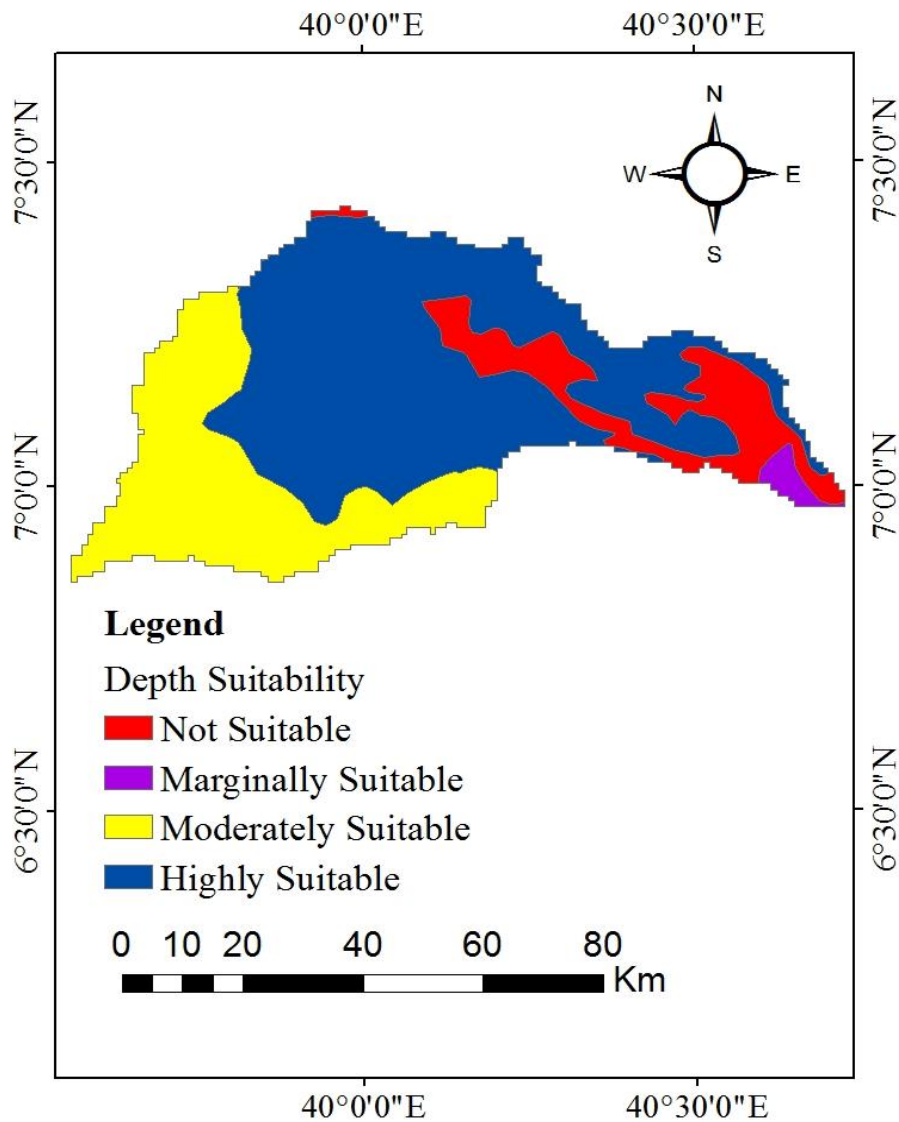 40°0'0"E 40°30'0"E
N
W E
S
7°30'0"N 7°30'0"N
7°0'0"N 7°0'0"N
Legend
Depth Suitability
Not Suitable
Marginally Suitable
Moderately Suitable
Highly Suitable
6°30'0"N 6°30'0"N
0 10 20 40 60 80
Km
40°0'0"E 40°30'0"E